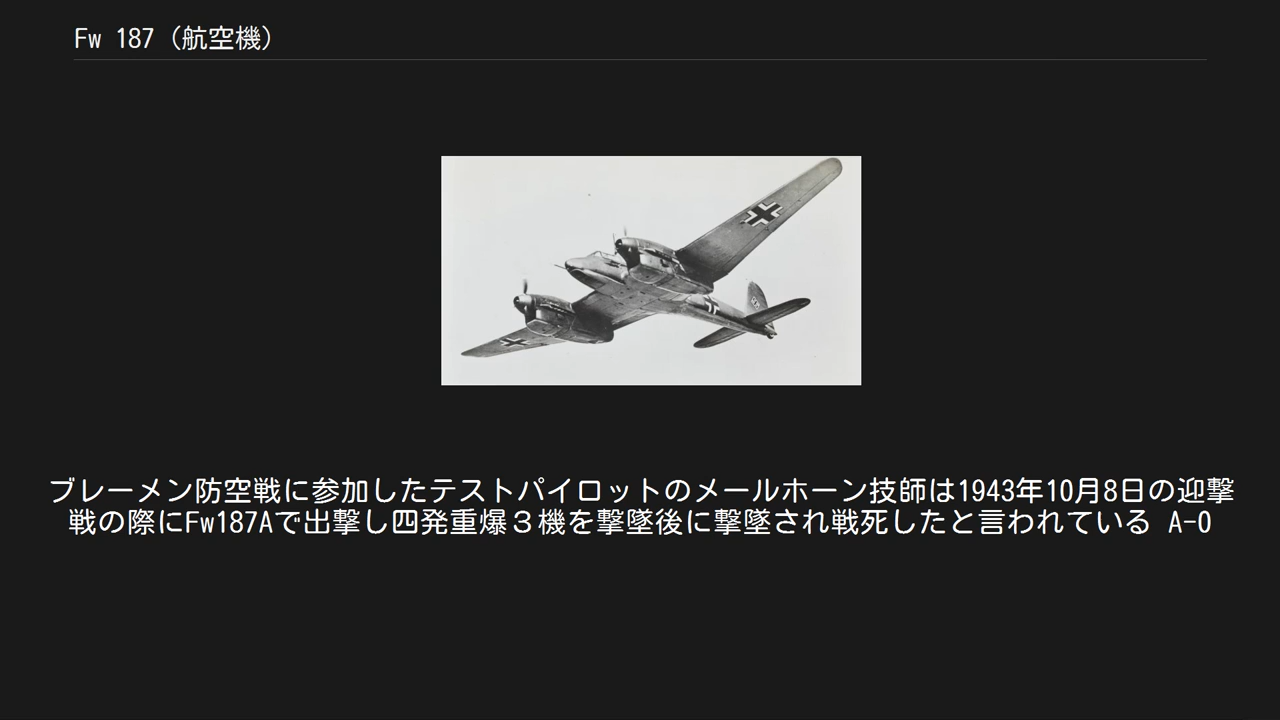 Fw 187（航空機）
ブレーメン防空戦に参加したテストパイロットのメールホーン技師は1943年10月8日の迎撃
戦の際にFw187Aで出撃し四発重爆３機を撃墜後に撃墜され戦死したと言われている A-0